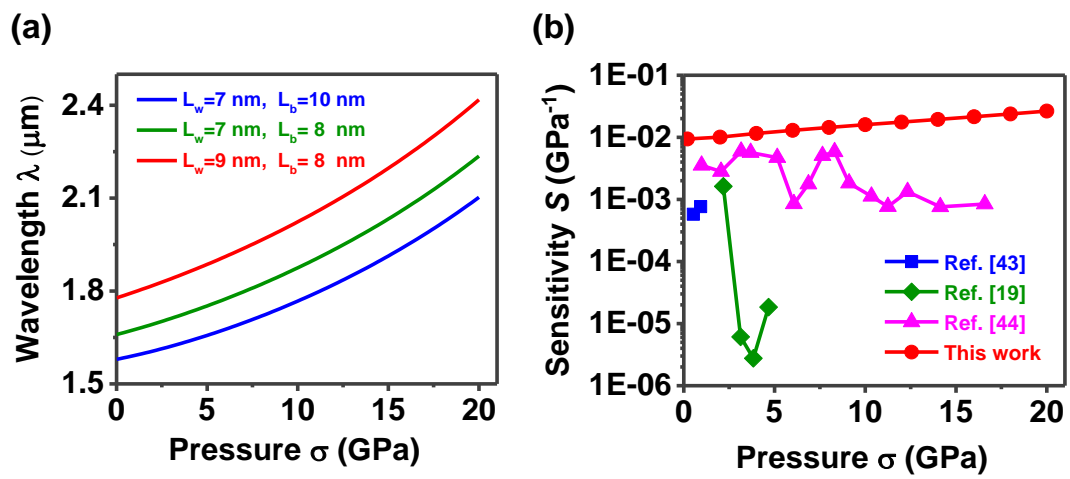 (a)
Wavelength λ (μm)
2.4
2.1
1.8
1.5
L_w=7 nm, L_b=10 nm
L_w=7 nm, L_b= 8 nm
L_w=9 nm, L_b= 8 nm
0 5 10 15 20
Pressure σ (GPa)
(b)
Sensitivity S (GPa⁻¹)
1E-01
1E-02
1E-03
1E-04
1E-05
1E-06
Ref. [43]
Ref. [19]
Ref. [44]
This work
0 5 10 15 20
Pressure σ (GPa)